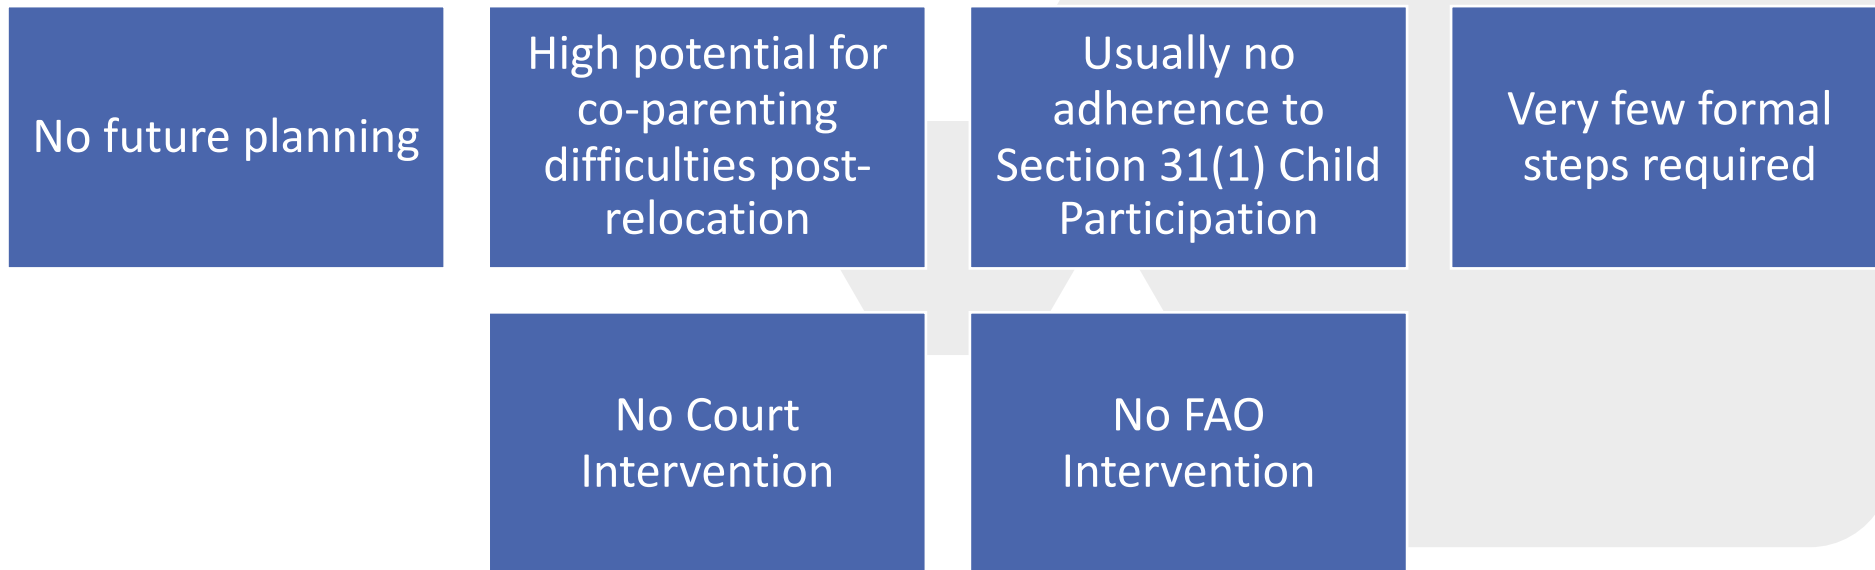 No future planning
High potential for
co-parenting
difficulties post-
relocation
Usually no
adherence to
Section 31(1) Child
Participation
Very few formal
steps required
No Court
Intervention
No FAO
Intervention